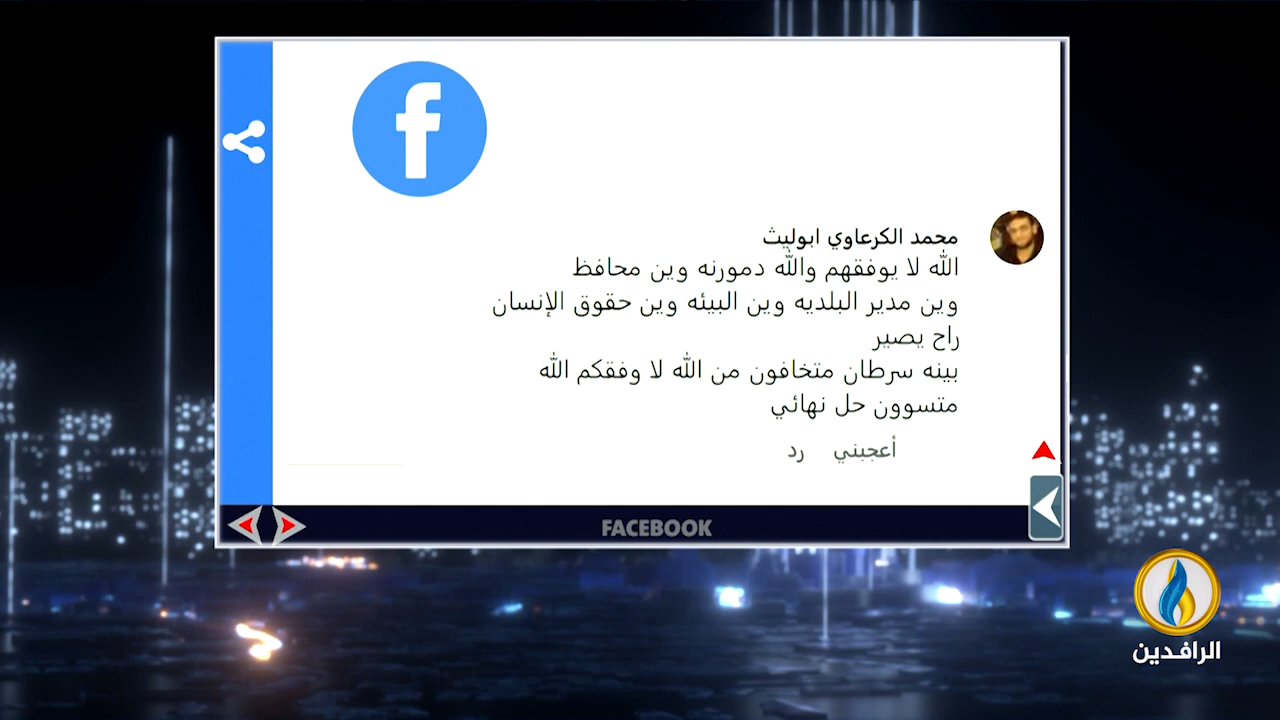 محمد الكرعاوي ابوليث
الله لا يوفقهم والله دمورنه وين محافظ
وين مدير البلديه وين البيئه وين حقوق الإنسان
راح يصير
بينه سرطان متخافون من الله لا وفقكم الله
متسوون حل نهائي
أعجبني رد
FACEBOOK
الرافدين